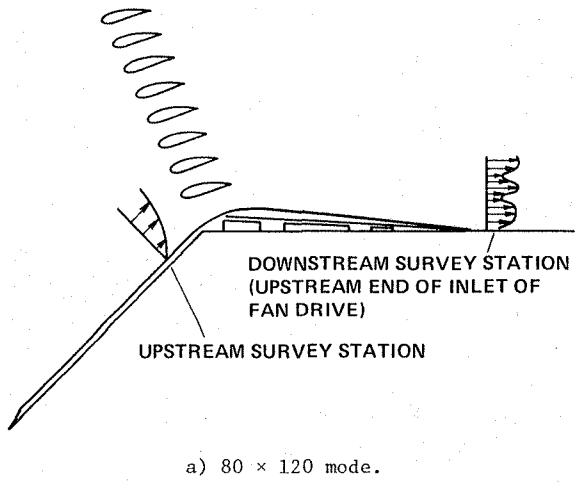 DOWNSTREAM SURVEY STATION
(UPSTREAM END OF INLET OF
FAN DRIVE)
UPSTREAM SURVEY STATION
a) 80 × 120 mode.